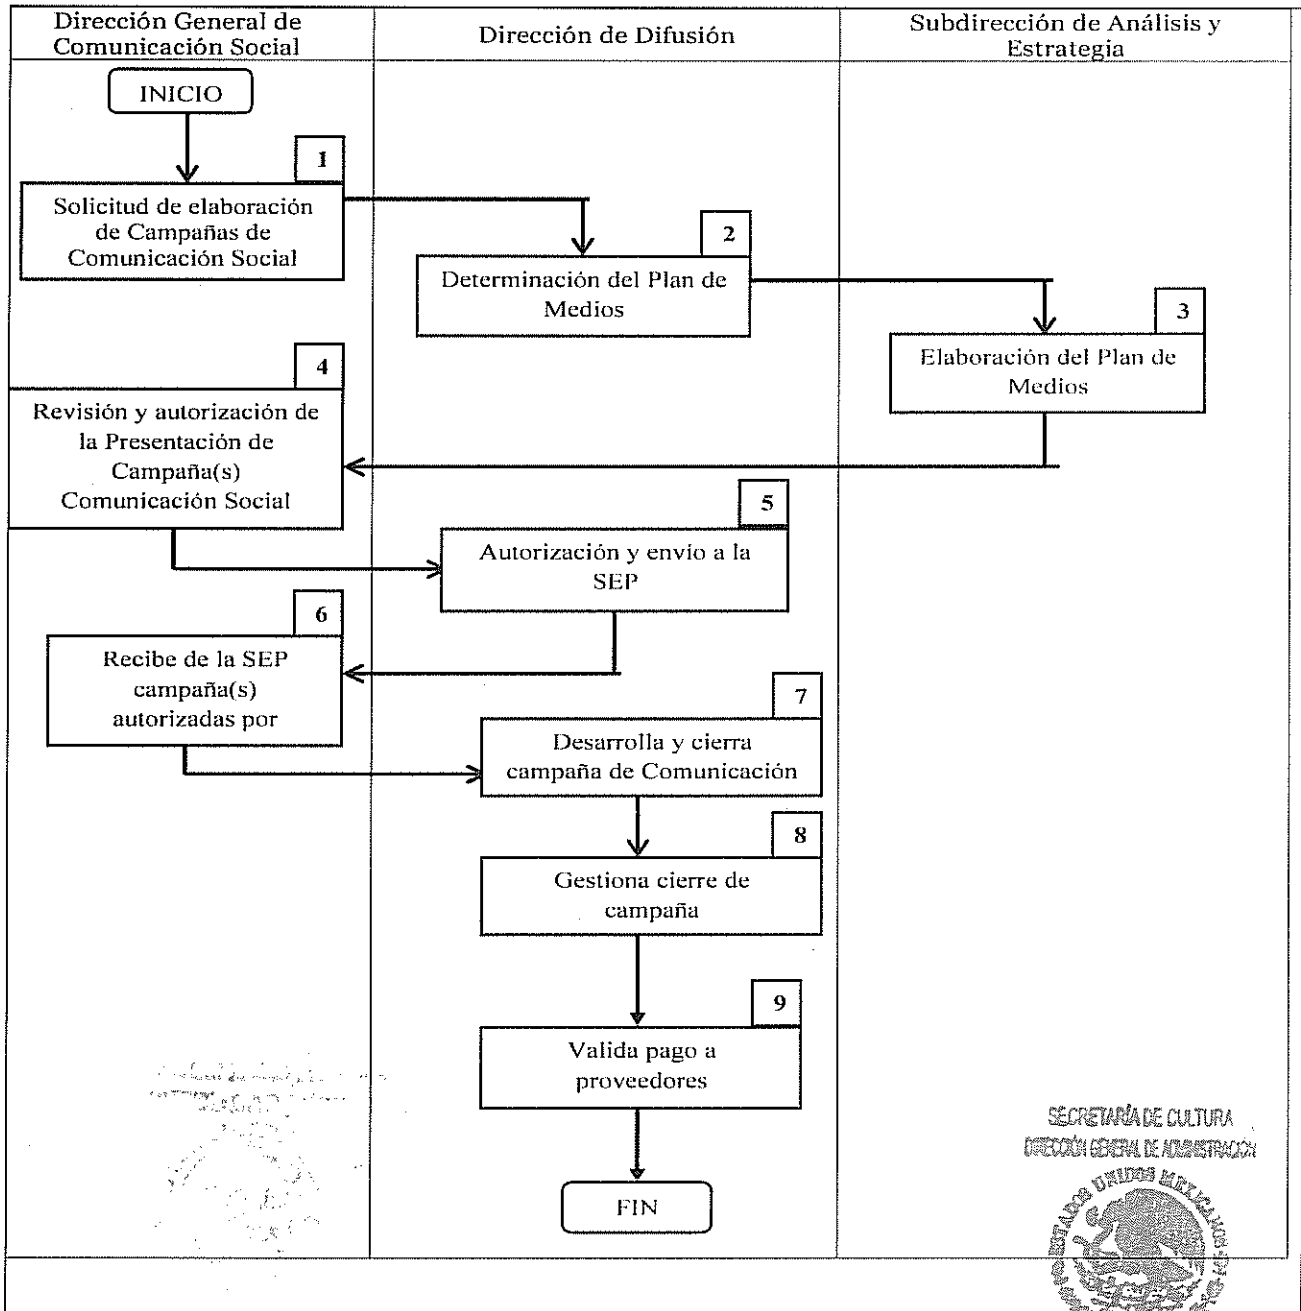 Dirección General de
Comunicación Social
Dirección de Difusión
Subdirección de Análisis y
Estrategia
INICIO
1
Solicitud de elaboración
de Campañas de
Comunicación Social
2
Determinación del Plan de
Medios
3
Elaboración del Plan de
Medios
4
Revisión y autorización de
la Presentación de
Campaña(s)
Comunicación Social
5
Autorización y envío a la
SEP
6
Recibe de la SEP
campaña(s)
autorizadas por
7
Desarrolla y cierra
campaña de Comunicación
8
Gestiona cierre de
campaña
9
Valida pago a
proveedores
FIN
SECRETARÍA DE CULTURA
DIRECCIÓN GENERAL DE ADMINISTRACIÓN
ESTADOS UNIDOS MEXICANOS